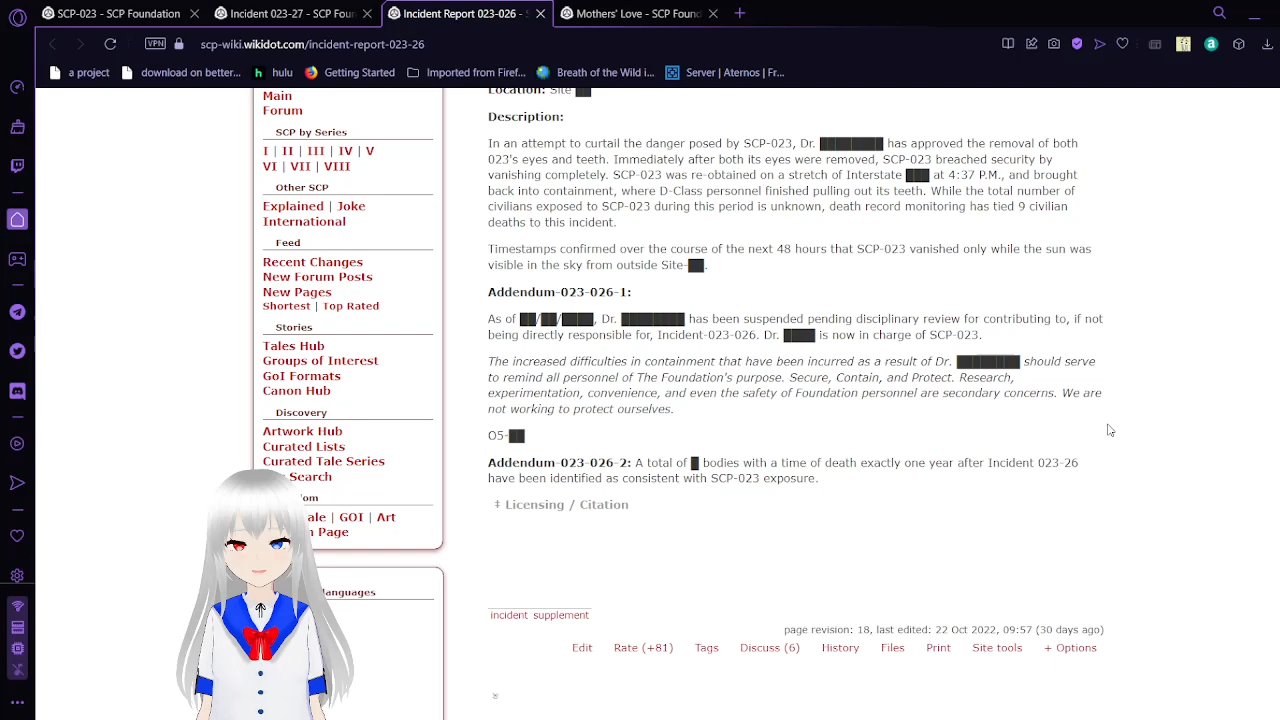 SCP-023 - SCP Foundation
Incident 023-27 - SCP Foun
Incident Report 023-026 -
Mothers' Love - SCP Found
VPN
scp-wiki.wikidot.com/incident-report-023-26
a project
download on better...
hulu
Getting Started
Imported from Firef...
Breath of the Wild i...
Server | Aternos | Fr...
Main
Forum
SCP by Series
I | II | III | IV | V
VI | VII | VIII
Other SCP
Explained | Joke
International
Feed
Recent Changes
New Forum Posts
New Pages
Shortest | Top Rated
Stories
Tales Hub
Groups of Interest
GoI Formats
Canon Hub
Discovery
Artwork Hub
Curated Lists
Curated Tale Series
Search
om
ale | GOI | Art
Page
languages
Location: Site ██
Description:
In an attempt to curtail the danger posed by SCP-023, Dr. ████████ has approved the removal of both
023's eyes and teeth. Immediately after both its eyes were removed, SCP-023 breached security by
vanishing completely. SCP-023 was re-obtained on a stretch of Interstate ███ at 4:37 P.M., and brought
back into containment, where D-Class personnel finished pulling out its teeth. While the total number of
civilians exposed to SCP-023 during this period is unknown, death record monitoring has tied 9 civilian
deaths to this incident.
Timestamps confirmed over the course of the next 48 hours that SCP-023 vanished only while the sun was
visible in the sky from outside Site-██.
Addendum-023-026-1:
As of ██/██/████, Dr. ████████ has been suspended pending disciplinary review for contributing to, if not
being directly responsible for, Incident-023-026. Dr. ████ is now in charge of SCP-023.
The increased difficulties in containment that have been incurred as a result of Dr. ████████ should serve
to remind all personnel of The Foundation's purpose. Secure, Contain, and Protect. Research,
experimentation, convenience, and even the safety of Foundation personnel are secondary concerns. We are
not working to protect ourselves.
O5-██
Addendum-023-026-2: A total of █ bodies with a time of death exactly one year after Incident 023-26
have been identified as consistent with SCP-023 exposure.
‡ Licensing / Citation
incident supplement
page revision: 18, last edited: 22 Oct 2022, 09:57 (30 days ago)
Edit Rate (+81) Tags Discuss (6) History Files Print Site tools + Options